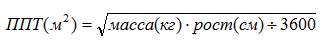 ППТ(м²) = √масса(кг) · рост(см) ÷ 3600